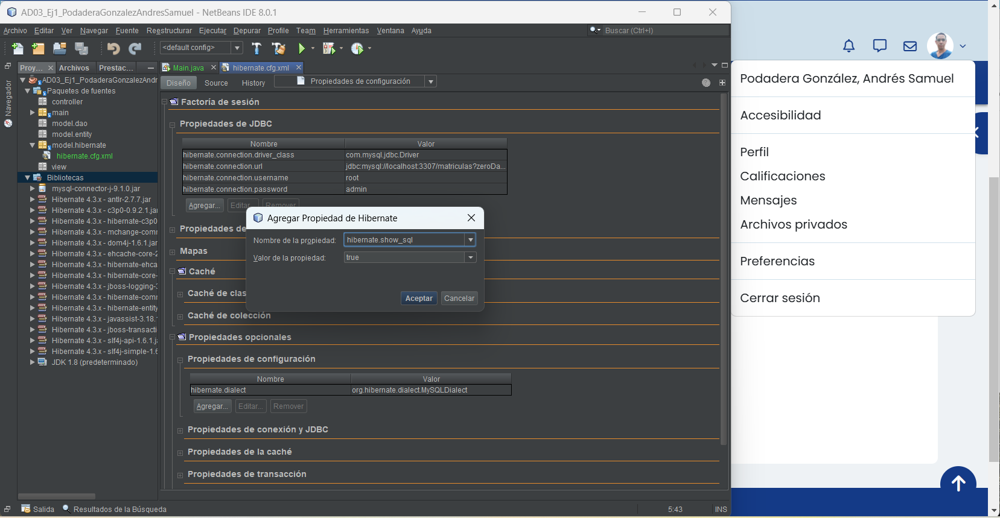 AD03_Ej1_PodaderaGonzalezAndresSamuel - NetBeans IDE 8.0.1
Archivo Editar Ver Navegar Fuente Reestructurar Ejecutar Depurar Profile Team Herramientas Ventana Ayuda
Buscar (Ctrl+I)
<default config>
Proy... Archivos Prestac...
Navegador
AD03_Ej1_PodaderaGonzalezAndr
Paquetes de fuentes
controller
main
model.dao
model.entity
model.hibernate
hibernate.cfg.xml
view
Bibliotecas
mysql-connector-j-9.1.0.jar
Hibernate 4.3.x - antlr-2.7.7.jar
Hibernate 4.3.x - c3p0-0.9.2.1.jar
Hibernate 4.3.x - hibernate-c3p0
Hibernate 4.3.x - mchange-comm
Hibernate 4.3.x - dom4j-1.6.1.jar
Hibernate 4.3.x - ehcache-core-2
Hibernate 4.3.x - hibernate-ehca
Hibernate 4.3.x - hibernate-core-
Hibernate 4.3.x - jboss-logging-3
Hibernate 4.3.x - hibernate-comm
Hibernate 4.3.x - hibernate-entity
Hibernate 4.3.x - javassist-3.18.
Hibernate 4.3.x - jboss-transacti
Hibernate 4.3.x - slf4j-api-1.6.1.j
Hibernate 4.3.x - slf4j-simple-1.6
JDK 1.8 (predeterminado)
Main.java hibernate.cfg.xml
Diseño Source History Propiedades de configuración
Factoría de sesión
Propiedades de JDBC
Nombre Valor
hibernate.connection.driver_class com.mysql.jdbc.Driver
hibernate.connection.url jdbc:mysql://localhost:3307/matriculas?zeroDa...
hibernate.connection.username root
hibernate.connection.password admin
Agregar... Editar... Remover
Propiedades de
Mapas
Caché
Caché de clas
Caché de colección
Propiedades opcionales
Propiedades de configuración
Nombre Valor
hibernate.dialect org.hibernate.dialect.MySQLDialect
Agregar... Editar... Remover
Propiedades de conexión y JDBC
Propiedades de la caché
Propiedades de transacción
Agregar Propiedad de Hibernate
Nombre de la propiedad: hibernate.show_sql
Valor de la propiedad: true
Aceptar Cancelar
Salida Resultados de la Búsqueda
5:43 INS
Podadera González, Andrés Samuel
Accesibilidad
Perfil
Calificaciones
Mensajes
Archivos privados
Preferencias
Cerrar sesión